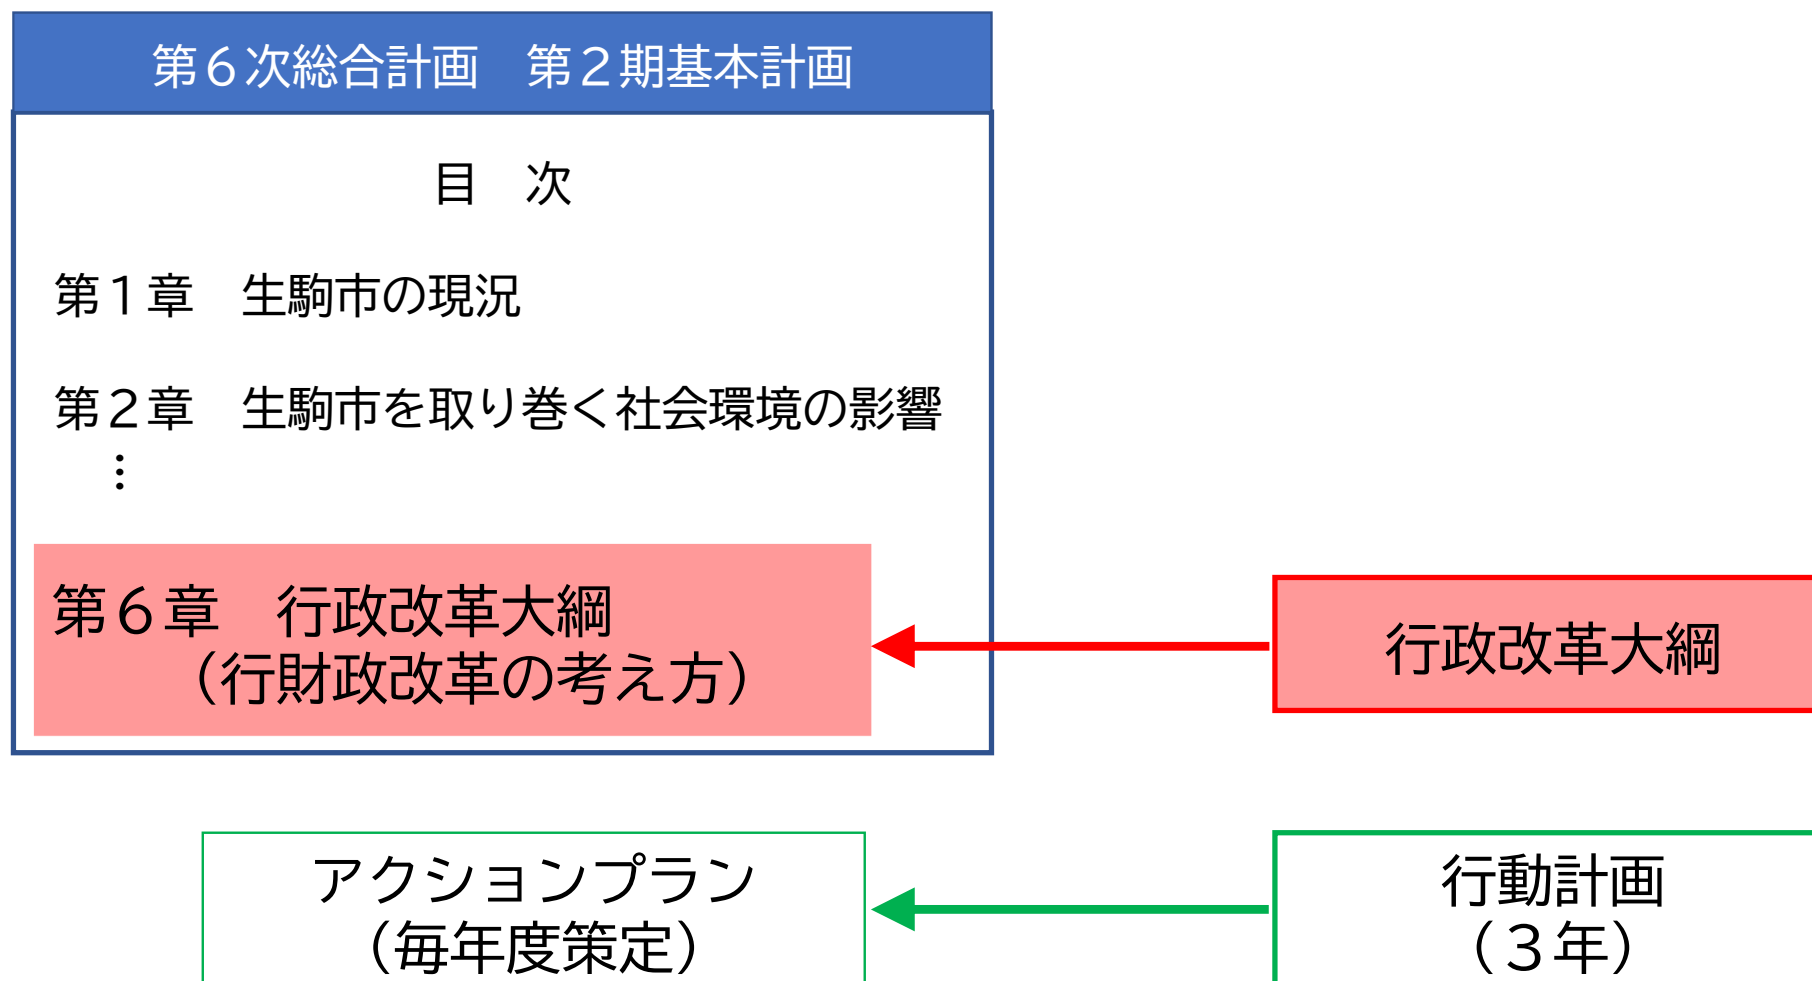 第６次総合計画　第２期基本計画
目　次
第１章　生駒市の現況
第２章　生駒市を取り巻く社会環境の影響
…
第６章　行政改革大綱
（行財政改革の考え方）
行政改革大綱
アクションプラン
（毎年度策定）
行動計画
（３年）